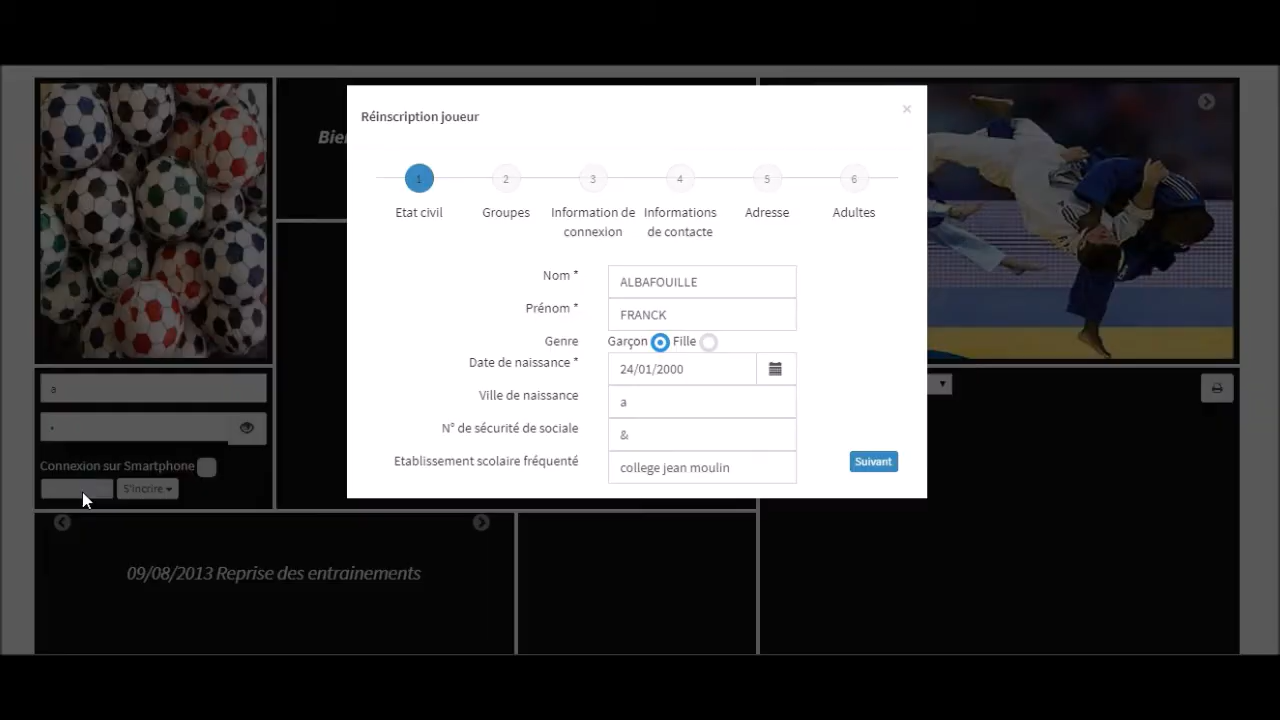 Réinscription joueur
×
1
2
3
4
5
6
Etat civil
Groupes
Information de connexion
Informations de contacte
Adresse
Adultes
Nom *
ALBAFOUILLE
Prénom *
FRANCK
Genre
Garçon
Fille
Date de naissance *
24/01/2000
Ville de naissance
a
N° de sécurité de sociale
&
Etablissement scolaire fréquenté
college jean moulin
Suivant
Bie
a
Connexion sur Smartphone
S'incrire
09/08/2013 Reprise des entrainements